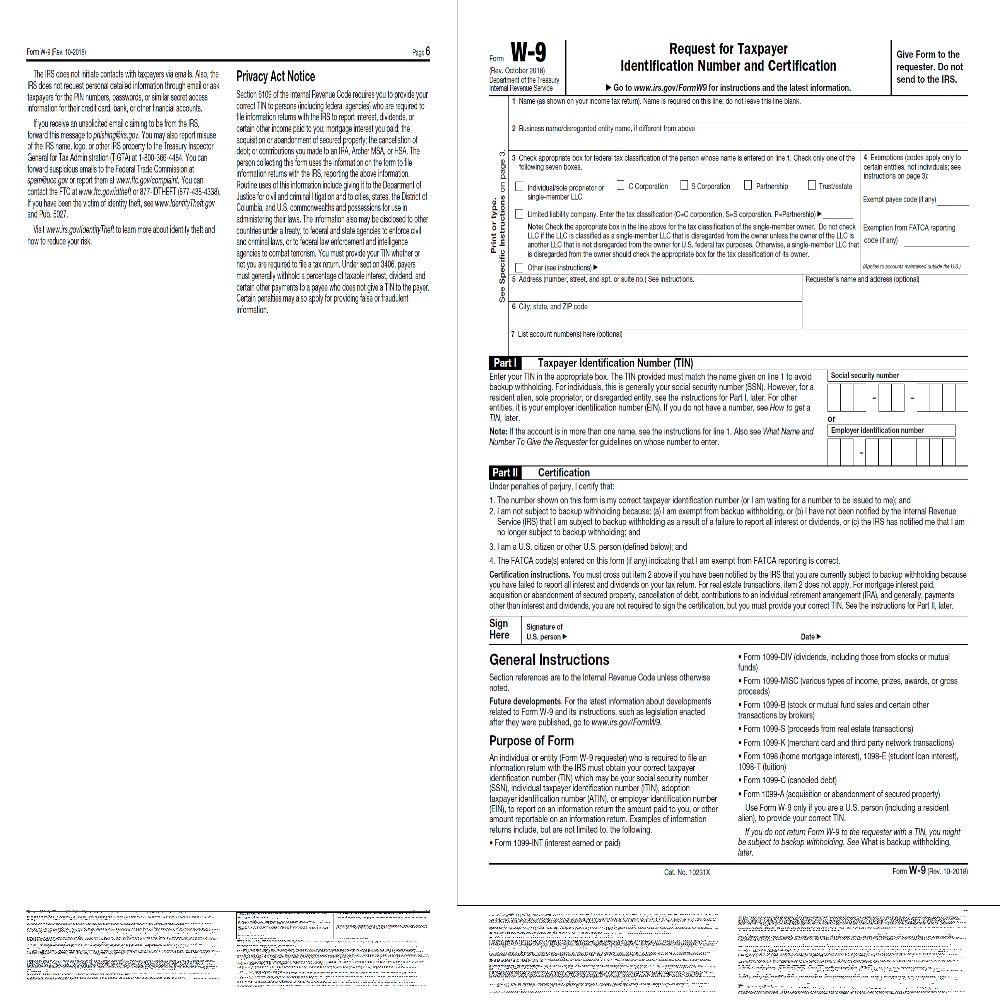 Form W-9 (Rev. 10-2018)
Page 6
The IRS does not initiate contacts with taxpayers via emails. Also, the
IRS does not request personal detailed information through email or ask
taxpayers for the PIN numbers, passwords, or similar secret access
information for their credit card, bank, or other financial accounts.
If you receive an unsolicited email claiming to be from the IRS,
forward this message to phishing@irs.gov. You may also report misuse
of the IRS name, logo, or other IRS property to the Treasury Inspector
General for Tax Administration (TIGTA) at 1-800-366-4484. You can
forward suspicious emails to the Federal Trade Commission at
spam@uce.gov or report them at www.ftc.gov/complaint. You can
contact the FTC at www.ftc.gov/idtheft or 877-IDTHEFT (877-438-4338).
If you have been the victim of identity theft, see www.IdentityTheft.gov
and Pub. 5027.
Visit www.irs.gov/IdentityTheft to learn more about identity theft and
how to reduce your risk.
Privacy Act Notice
Section 6109 of the Internal Revenue Code requires you to provide your
correct TIN to persons (including federal agencies) who are required to
file information returns with the IRS to report interest, dividends, or
certain other income paid to you; mortgage interest you paid; the
acquisition or abandonment of secured property; the cancellation of
debt; or contributions you made to an IRA, Archer MSA, or HSA. The
person collecting this form uses the information on the form to file
information returns with the IRS, reporting the above information.
Routine uses of this information include giving it to the Department of
Justice for civil and criminal litigation and to cities, states, the District of
Columbia, and U.S. commonwealths and possessions for use in
administering their laws. The information also may be disclosed to other
countries under a treaty, to federal and state agencies to enforce civil
and criminal laws, or to federal law enforcement and intelligence
agencies to combat terrorism. You must provide your TIN whether or
not you are required to file a tax return. Under section 3406, payers
must generally withhold a percentage of taxable interest, dividend, and
certain other payments to a payee who does not give a TIN to the payer.
Certain penalties may also apply for providing false or fraudulent
information.
Form W-9
(Rev. October 2018)
Department of the Treasury
Internal Revenue Service
Request for Taxpayer
Identification Number and Certification
▶ Go to www.irs.gov/FormW9 for instructions and the latest information.
Give Form to the
requester. Do not
send to the IRS.
Print or type.
See Specific Instructions on page 3.
1 Name (as shown on your income tax return). Name is required on this line; do not leave this line blank.
2 Business name/disregarded entity name, if different from above
3 Check appropriate box for federal tax classification of the person whose name is entered on line 1. Check only one of the
following seven boxes.
Individual/sole proprietor or
single-member LLC
C Corporation
S Corporation
Partnership
Trust/estate
Limited liability company. Enter the tax classification (C=C corporation, S=S corporation, P=Partnership) ▶
Note: Check the appropriate box in the line above for the tax classification of the single-member owner. Do not check
LLC if the LLC is classified as a single-member LLC that is disregarded from the owner unless the owner of the LLC is
another LLC that is not disregarded from the owner for U.S. federal tax purposes. Otherwise, a single-member LLC that
is disregarded from the owner should check the appropriate box for the tax classification of its owner.
Other (see instructions) ▶
4 Exemptions (codes apply only to
certain entities, not individuals; see
instructions on page 3):
Exempt payee code (if any)
Exemption from FATCA reporting
code (if any)
(Applies to accounts maintained outside the U.S.)
5 Address (number, street, and apt. or suite no.) See instructions.
Requester's name and address (optional)
6 City, state, and ZIP code
7 List account number(s) here (optional)
Part I Taxpayer Identification Number (TIN)
Enter your TIN in the appropriate box. The TIN provided must match the name given on line 1 to avoid
backup withholding. For individuals, this is generally your social security number (SSN). However, for a
resident alien, sole proprietor, or disregarded entity, see the instructions for Part I, later. For other
entities, it is your employer identification number (EIN). If you do not have a number, see How to get a
TIN, later.
Note: If the account is in more than one name, see the instructions for line 1. Also see What Name and
Number To Give the Requester for guidelines on whose number to enter.
Social security number
– –
or
Employer identification number
–
Part II Certification
Under penalties of perjury, I certify that:
1. The number shown on this form is my correct taxpayer identification number (or I am waiting for a number to be issued to me); and
2. I am not subject to backup withholding because: (a) I am exempt from backup withholding, or (b) I have not been notified by the Internal Revenue
Service (IRS) that I am subject to backup withholding as a result of a failure to report all interest or dividends, or (c) the IRS has notified me that I am
no longer subject to backup withholding; and
3. I am a U.S. citizen or other U.S. person (defined below); and
4. The FATCA code(s) entered on this form (if any) indicating that I am exempt from FATCA reporting is correct.
Certification instructions. You must cross out item 2 above if you have been notified by the IRS that you are currently subject to backup withholding because
you have failed to report all interest and dividends on your tax return. For real estate transactions, item 2 does not apply. For mortgage interest paid,
acquisition or abandonment of secured property, cancellation of debt, contributions to an individual retirement arrangement (IRA), and generally, payments
other than interest and dividends, you are not required to sign the certification, but you must provide your correct TIN. See the instructions for Part II, later.
Sign
Here
Signature of
U.S. person ▶
Date ▶
General Instructions
Section references are to the Internal Revenue Code unless otherwise
noted.
Future developments. For the latest information about developments
related to Form W-9 and its instructions, such as legislation enacted
after they were published, go to www.irs.gov/FormW9.
Purpose of Form
An individual or entity (Form W-9 requester) who is required to file an
information return with the IRS must obtain your correct taxpayer
identification number (TIN) which may be your social security number
(SSN), individual taxpayer identification number (ITIN), adoption
taxpayer identification number (ATIN), or employer identification number
(EIN), to report on an information return the amount paid to you, or other
amount reportable on an information return. Examples of information
returns include, but are not limited to, the following.
• Form 1099-INT (interest earned or paid)
• Form 1099-DIV (dividends, including those from stocks or mutual
funds)
• Form 1099-MISC (various types of income, prizes, awards, or gross
proceeds)
• Form 1099-B (stock or mutual fund sales and certain other
transactions by brokers)
• Form 1099-S (proceeds from real estate transactions)
• Form 1099-K (merchant card and third party network transactions)
• Form 1098 (home mortgage interest), 1098-E (student loan interest),
1098-T (tuition)
• Form 1099-C (canceled debt)
• Form 1099-A (acquisition or abandonment of secured property)
Use Form W-9 only if you are a U.S. person (including a resident
alien), to provide your correct TIN.
If you do not return Form W-9 to the requester with a TIN, you might
be subject to backup withholding. See What is backup withholding,
later.
Cat. No. 10231X
Form W-9 (Rev. 10-2018)